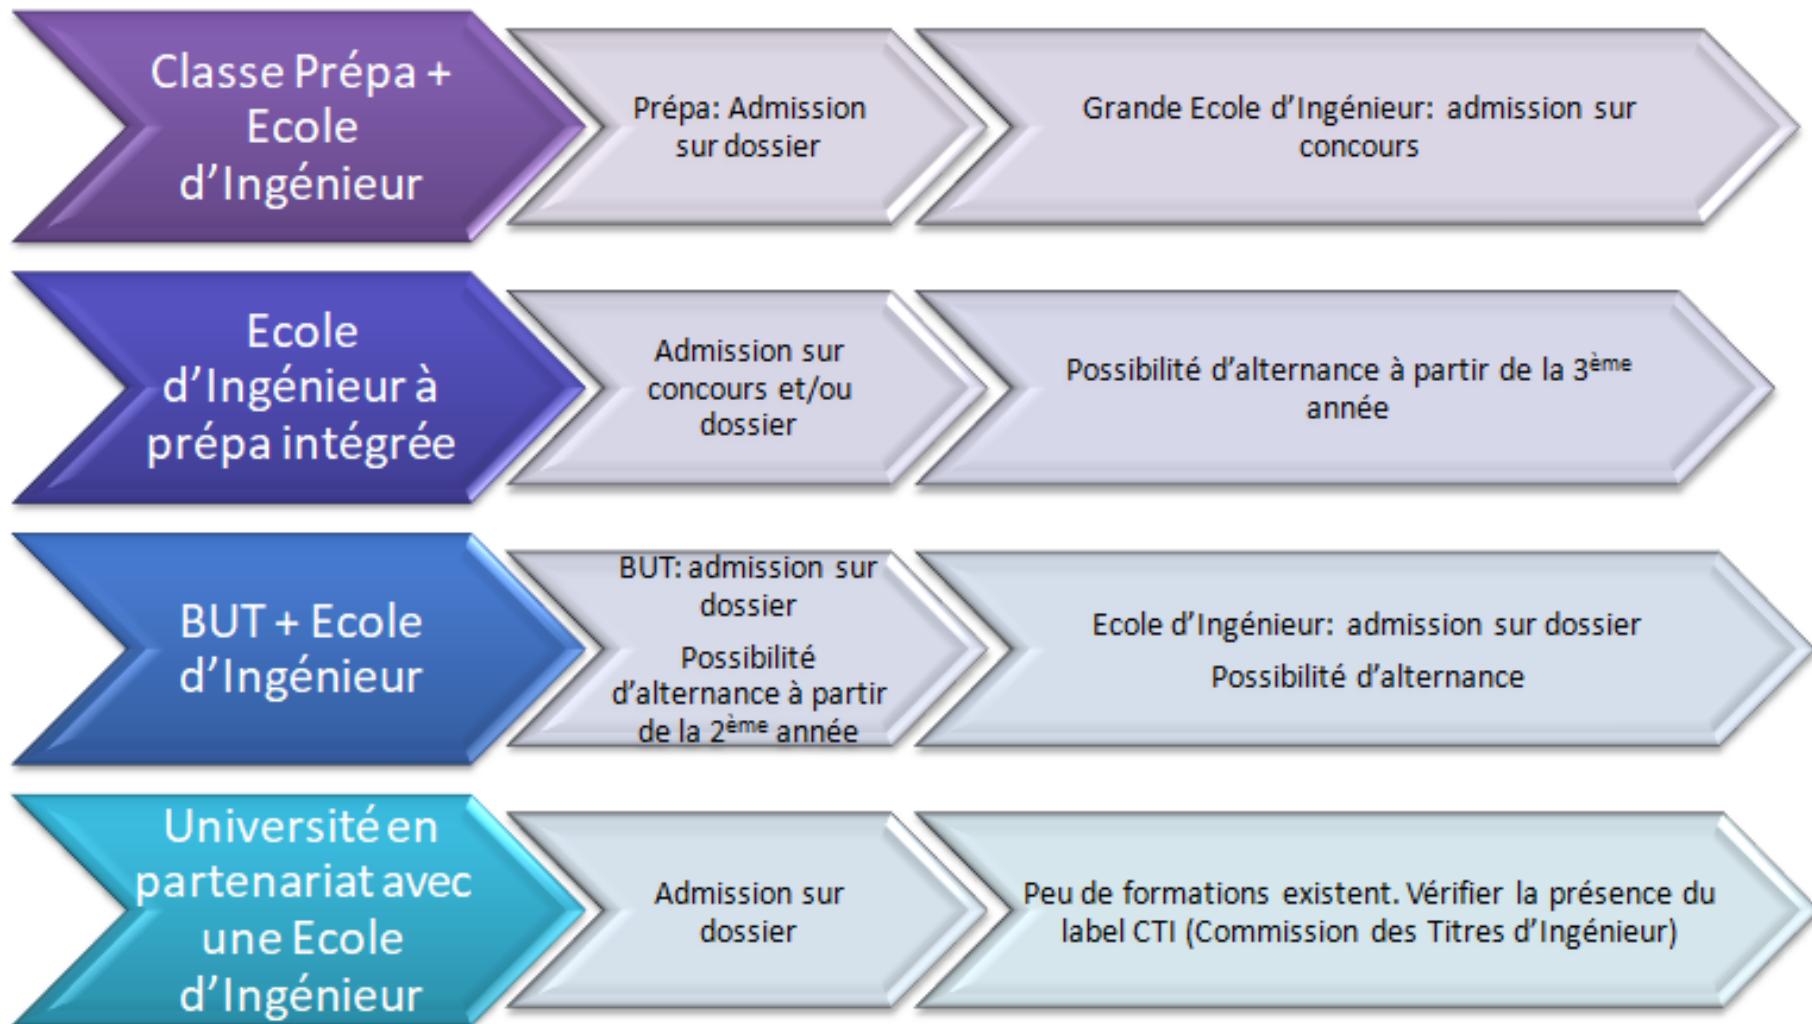 Classe Prépa +
Ecole
d'Ingénieur
Prépa: Admission
sur dossier
Grande Ecole d'Ingénieur: admission sur
concours
Ecole
d'Ingénieur à
prépa intégrée
Admission sur
concours et/ou
dossier
Possibilité d'alternance à partir de la 3ème
année
BUT + Ecole
d'Ingénieur
BUT: admission sur
dossier
Possibilité
d'alternance à partir
de la 2ème année
Ecole d'Ingénieur: admission sur dossier
Possibilité d'alternance
Université en
partenariat avec
une Ecole
d'Ingénieur
Admission sur
dossier
Peu de formations existent. Vérifier la présence du
label CTI (Commission des Titres d'Ingénieur)